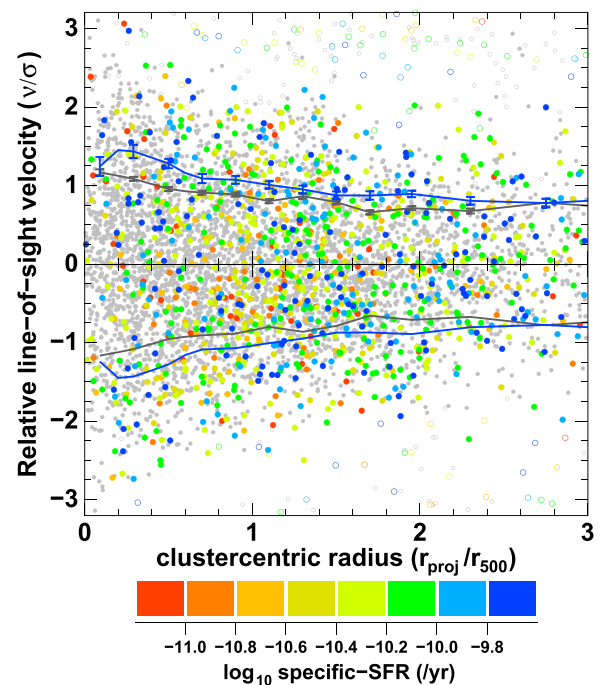 Relative line−of−sight velocity (ν/σ)
3
2
1
0
−1
−2
−3
0 1 2 3
clustercentric radius (rproj/r500)
−11.0 −10.8 −10.6 −10.4 −10.2 −10.0 −9.8
log10 specific−SFR (/yr)